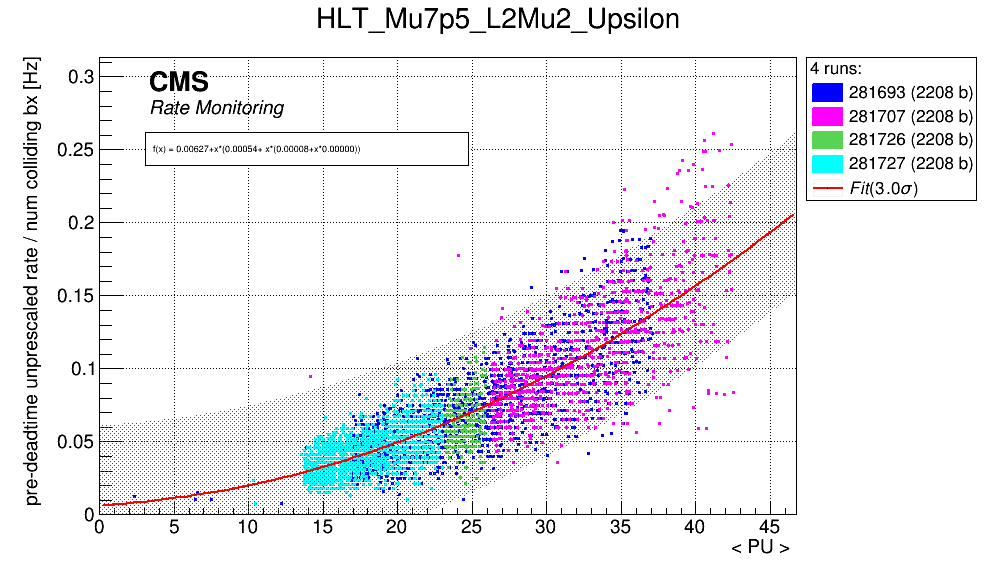 HLT_Mu7p5_L2Mu2_Upsilon
pre-deadtime unprescaled rate / num colliding bx [Hz]
CMS
Rate Monitoring
f(x) = 0.00627+x*(0.00054+ x*(0.00008+x*0.00000))
4 runs:
281693 (2208 b)
281707 (2208 b)
281726 (2208 b)
281727 (2208 b)
Fit(3.0σ)
0.3
0.25
0.2
0.15
0.1
0.05
0
0 5 10 15 20 25 30 35 40 45
< PU >